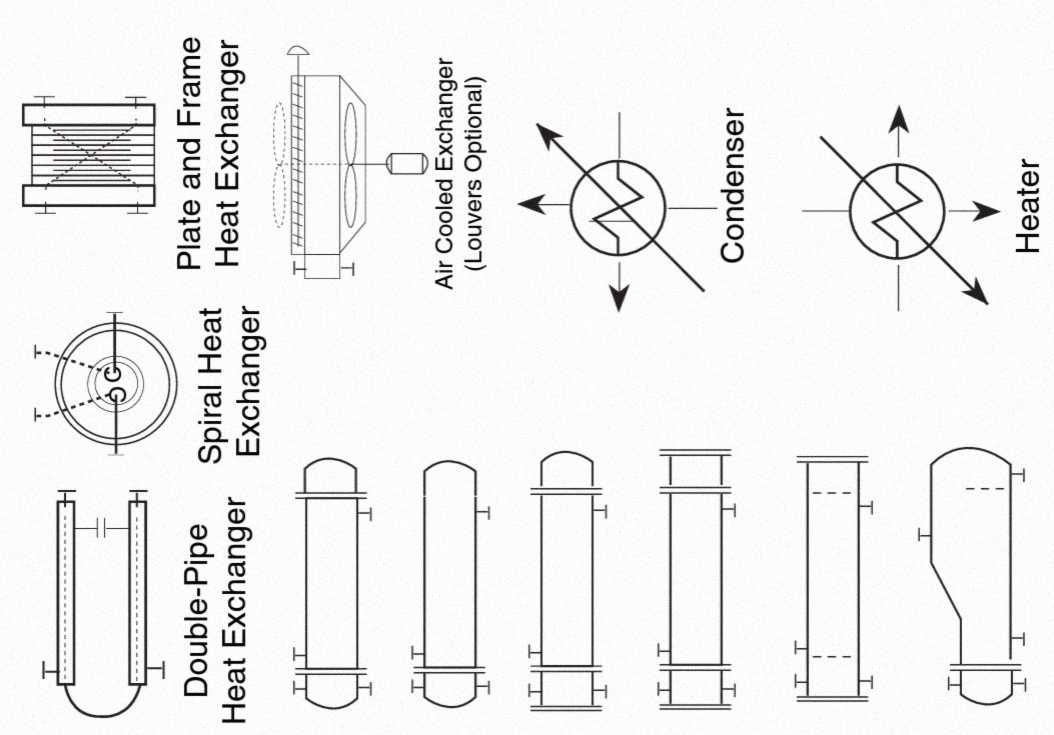 Double-Pipe
Heat Exchanger
Spiral Heat
Exchanger
Plate and Frame
Heat Exchanger
Air Cooled Exchanger
(Louvers Optional)
Condenser
Heater